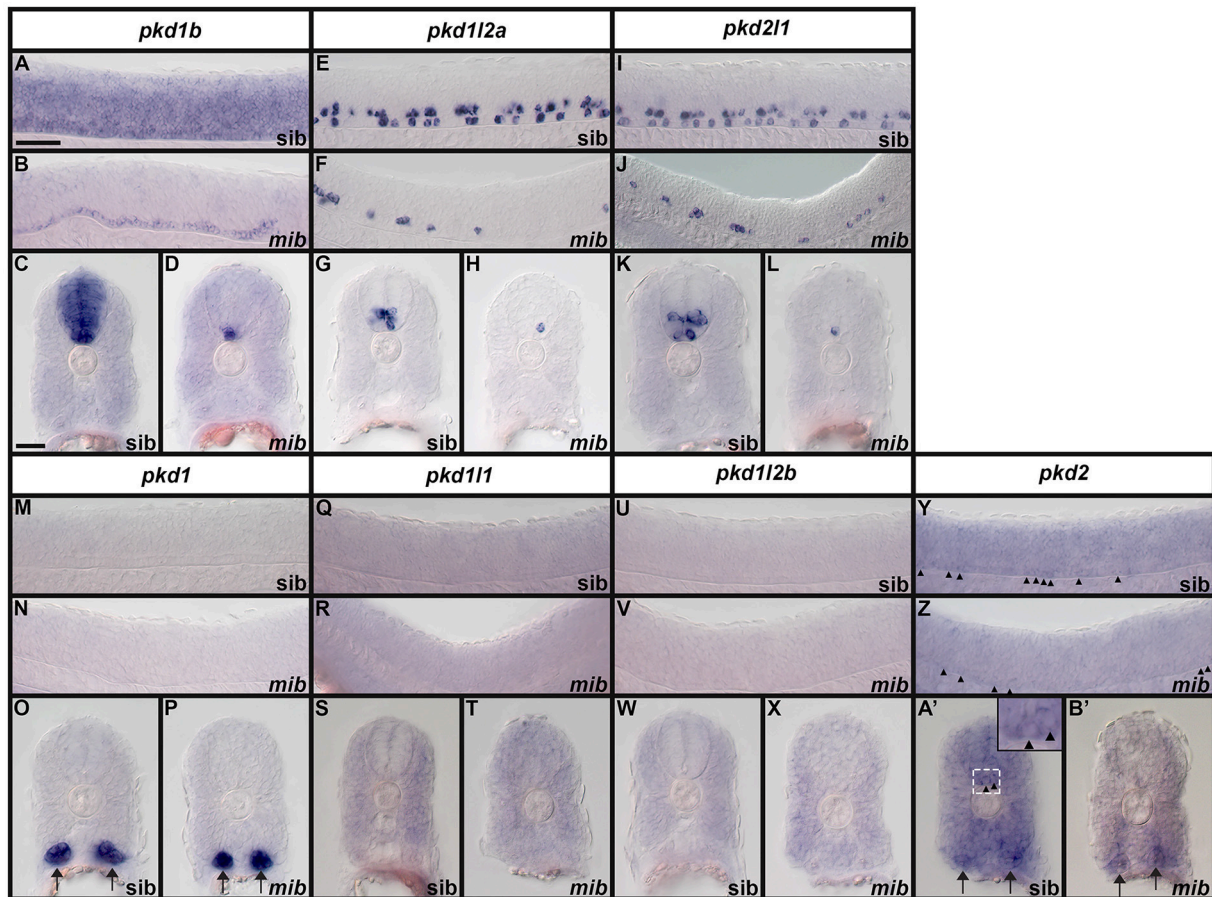 pkd1b pkd1l2a pkd2l1
A E I
sib sib sib
B F J
mib mib mib
C D G H K L
sib mib sib mib sib mib
pkd1 pkd1l1 pkd1l2b pkd2
M Q U Y
sib sib sib sib
N R V Z
mib mib mib mib
O P S T W X A' B'
sib mib sib mib sib mib sib mib